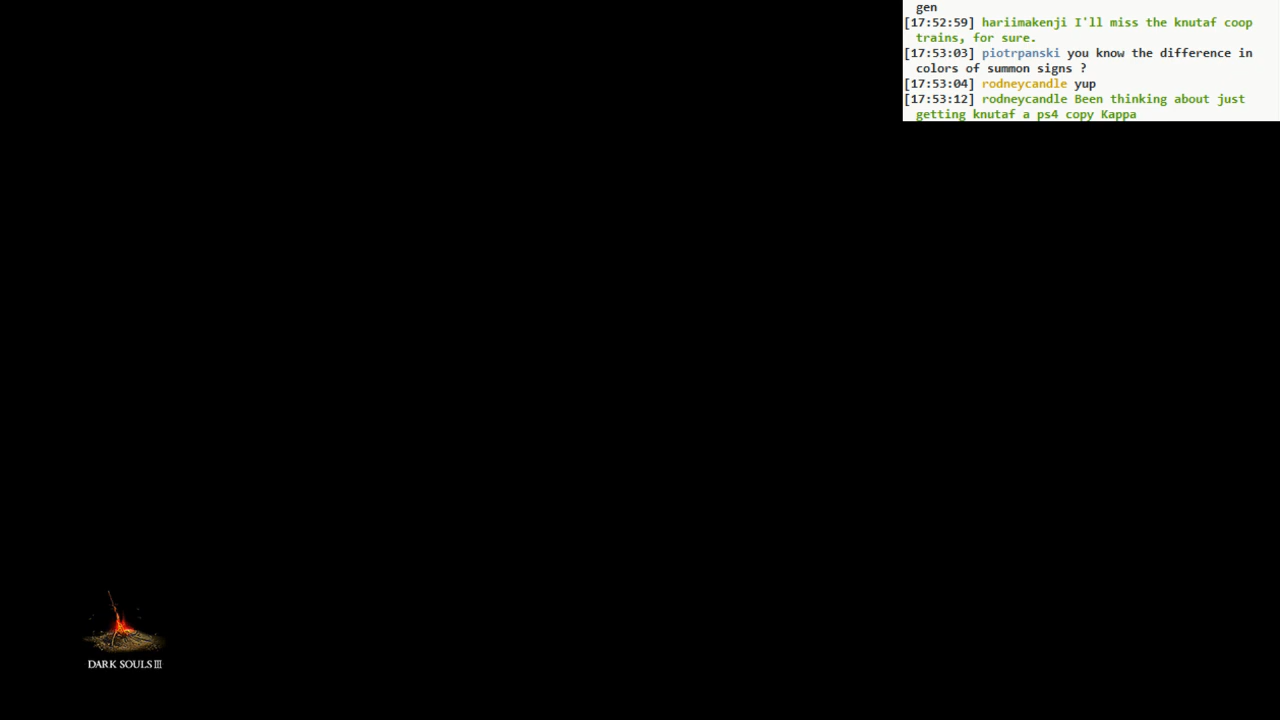 gen
[17:52:59] hariimakenji I'll miss the knutaf coop
trains, for sure.
[17:53:03] piotrpanski you know the difference in
colors of summon signs ?
[17:53:04] rodneycandle yup
[17:53:12] rodneycandle Been thinking about just
getting knutaf a ps4 copy Kappa
DARK SOULS III